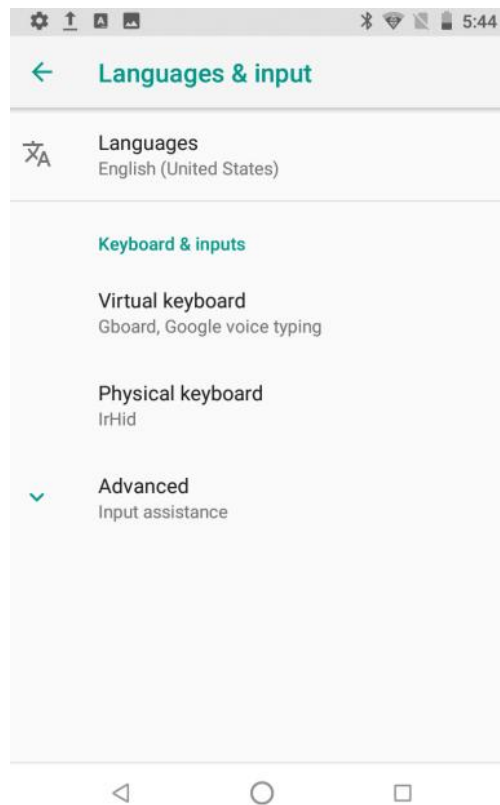 5:44
Languages & input
Languages
English (United States)
Keyboard & inputs
Virtual keyboard
Gboard, Google voice typing
Physical keyboard
IrHid
Advanced
Input assistance